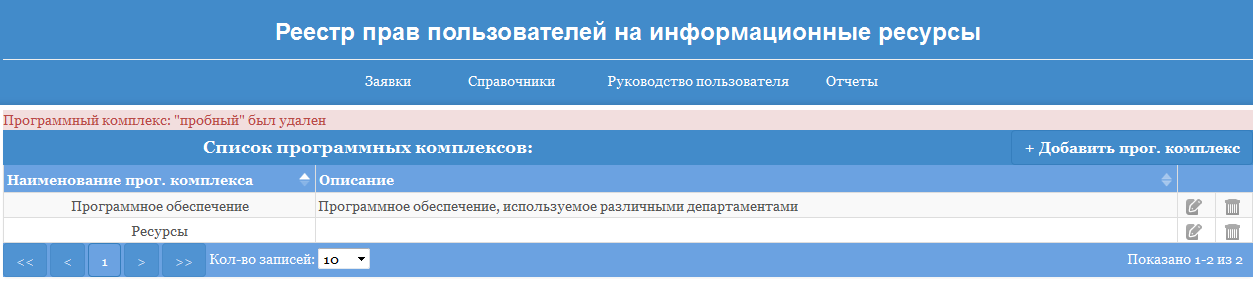 Реестр прав пользователей на информационные ресурсы
Заявки Справочники Руководство пользователя Отчеты
Программный комплекс: "пробный" был удален
Список программных комплексов: + Добавить прог. комплекс
Наименование прог. комплекса Описание
Программное обеспечение Программное обеспечение, используемое различными департаментами
Ресурсы
<< < 1 > >> Кол-во записей: 10 Показано 1-2 из 2